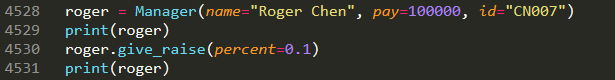 4528 roger = Manager(name="Roger Chen", pay=100000, id="CN007")
4529 print(roger)
4530 roger.give_raise(percent=0.1)
4531 print(roger)